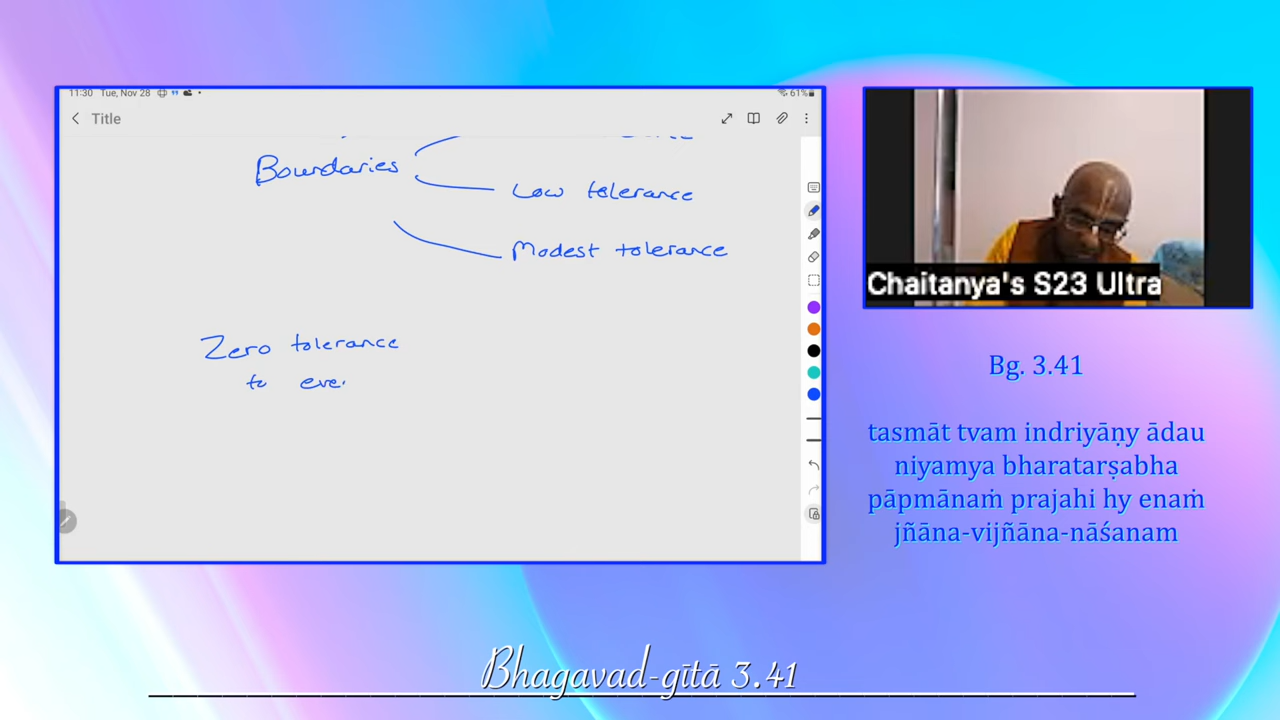 11:30 Tue, Nov 28
61%
Title
Boundaries
Low tolerance
Modest tolerance
Zero tolerance
to eve
Chaitanya's S23 Ultra
Bg. 3.41
tasmāt tvam indriyāṇy ādau
niyamya bharatarṣabha
pāpmānaṁ prajahi hy enaṁ
jñāna-vijñāna-nāśanam
Bhagavad-gītā 3.41